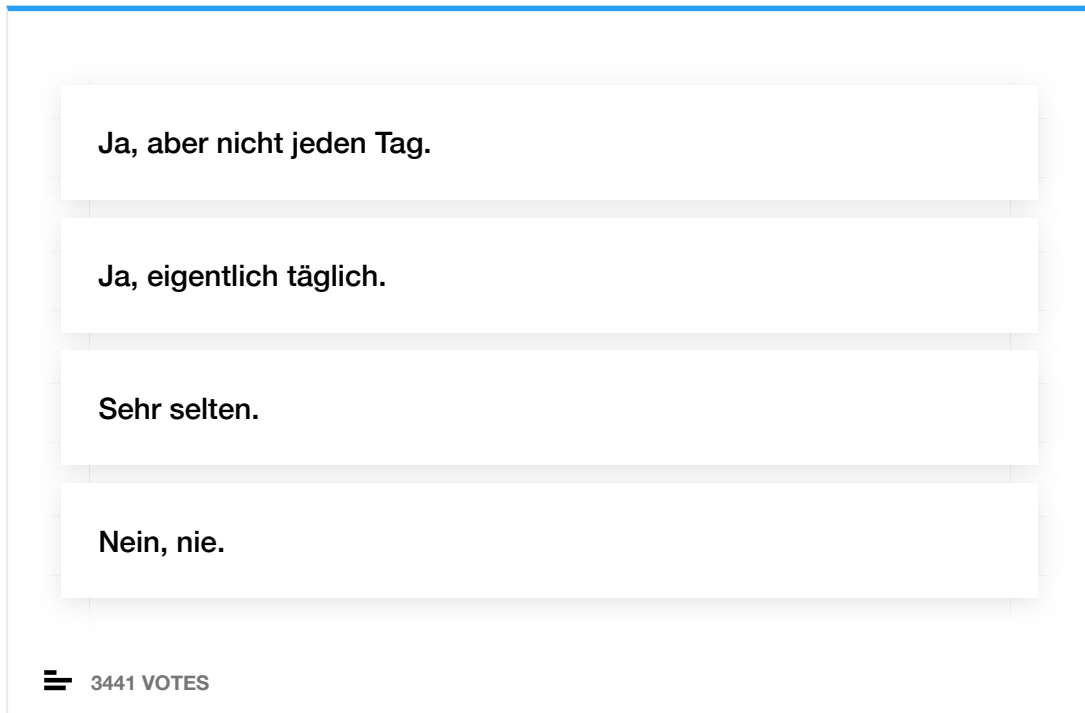 Ja, aber nicht jeden Tag.
Ja, eigentlich täglich.
Sehr selten.
Nein, nie.
3441 VOTES